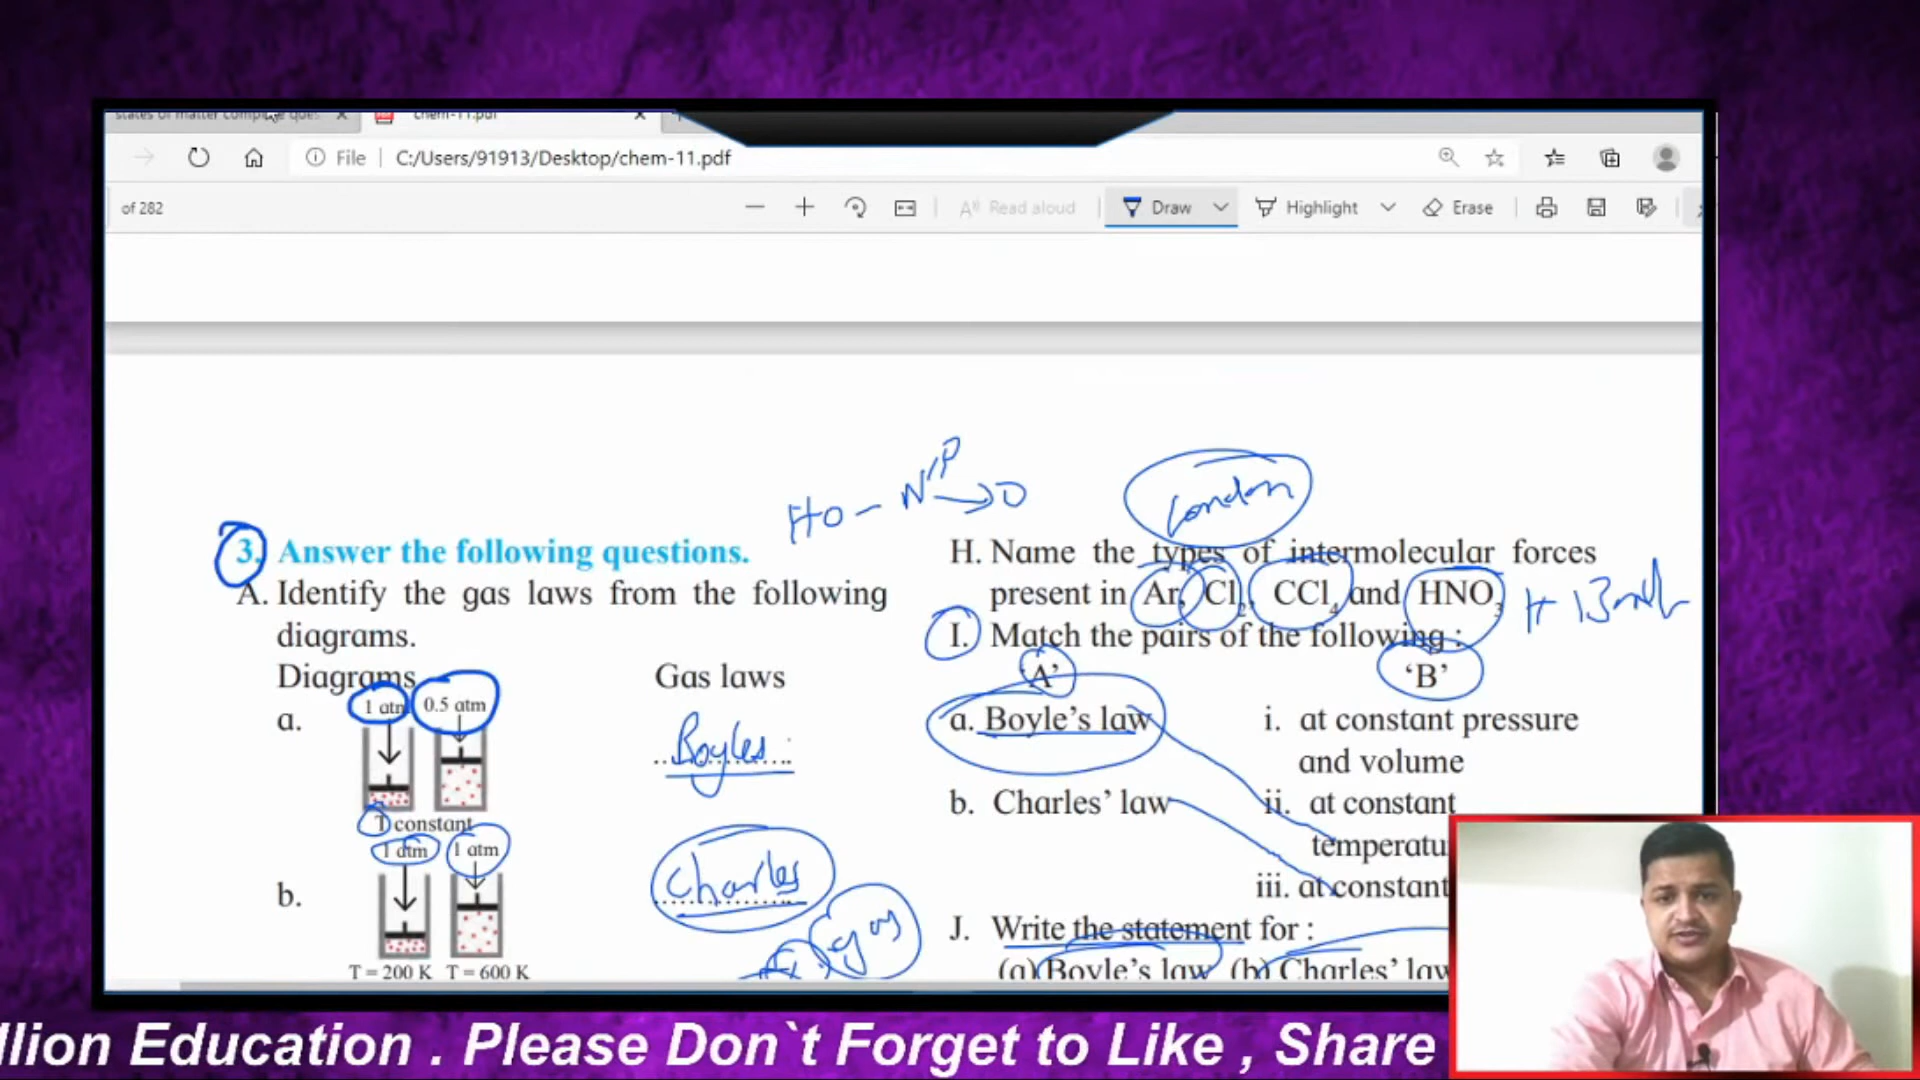 chem-11.pdf
File
C:/Users/91913/Desktop/chem-11.pdf
of 282
Read aloud
Draw
Highlight
Erase
HO - N
O
London
3. Answer the following questions.
A. Identify the gas laws from the following
diagrams.
Diagrams
Gas laws
a.
1 atm
0.5 atm
Boyles
T constant
b.
1 atm
1 atm
Charles
T = 200 K T = 600 K
H. Name the types of intermolecular forces
present in Ar, Cl2, CCl4 and HNO3
I. Match the pairs of the following :
‘A’
‘B’
a. Boyle’s law
i. at constant pressure
and volume
b. Charles’ law
ii. at constant
iii. at constant
J. Write the statement for :
(a) Boyle’s law (b) Charles’ law
Education . Please Don`t Forget to Like , Share